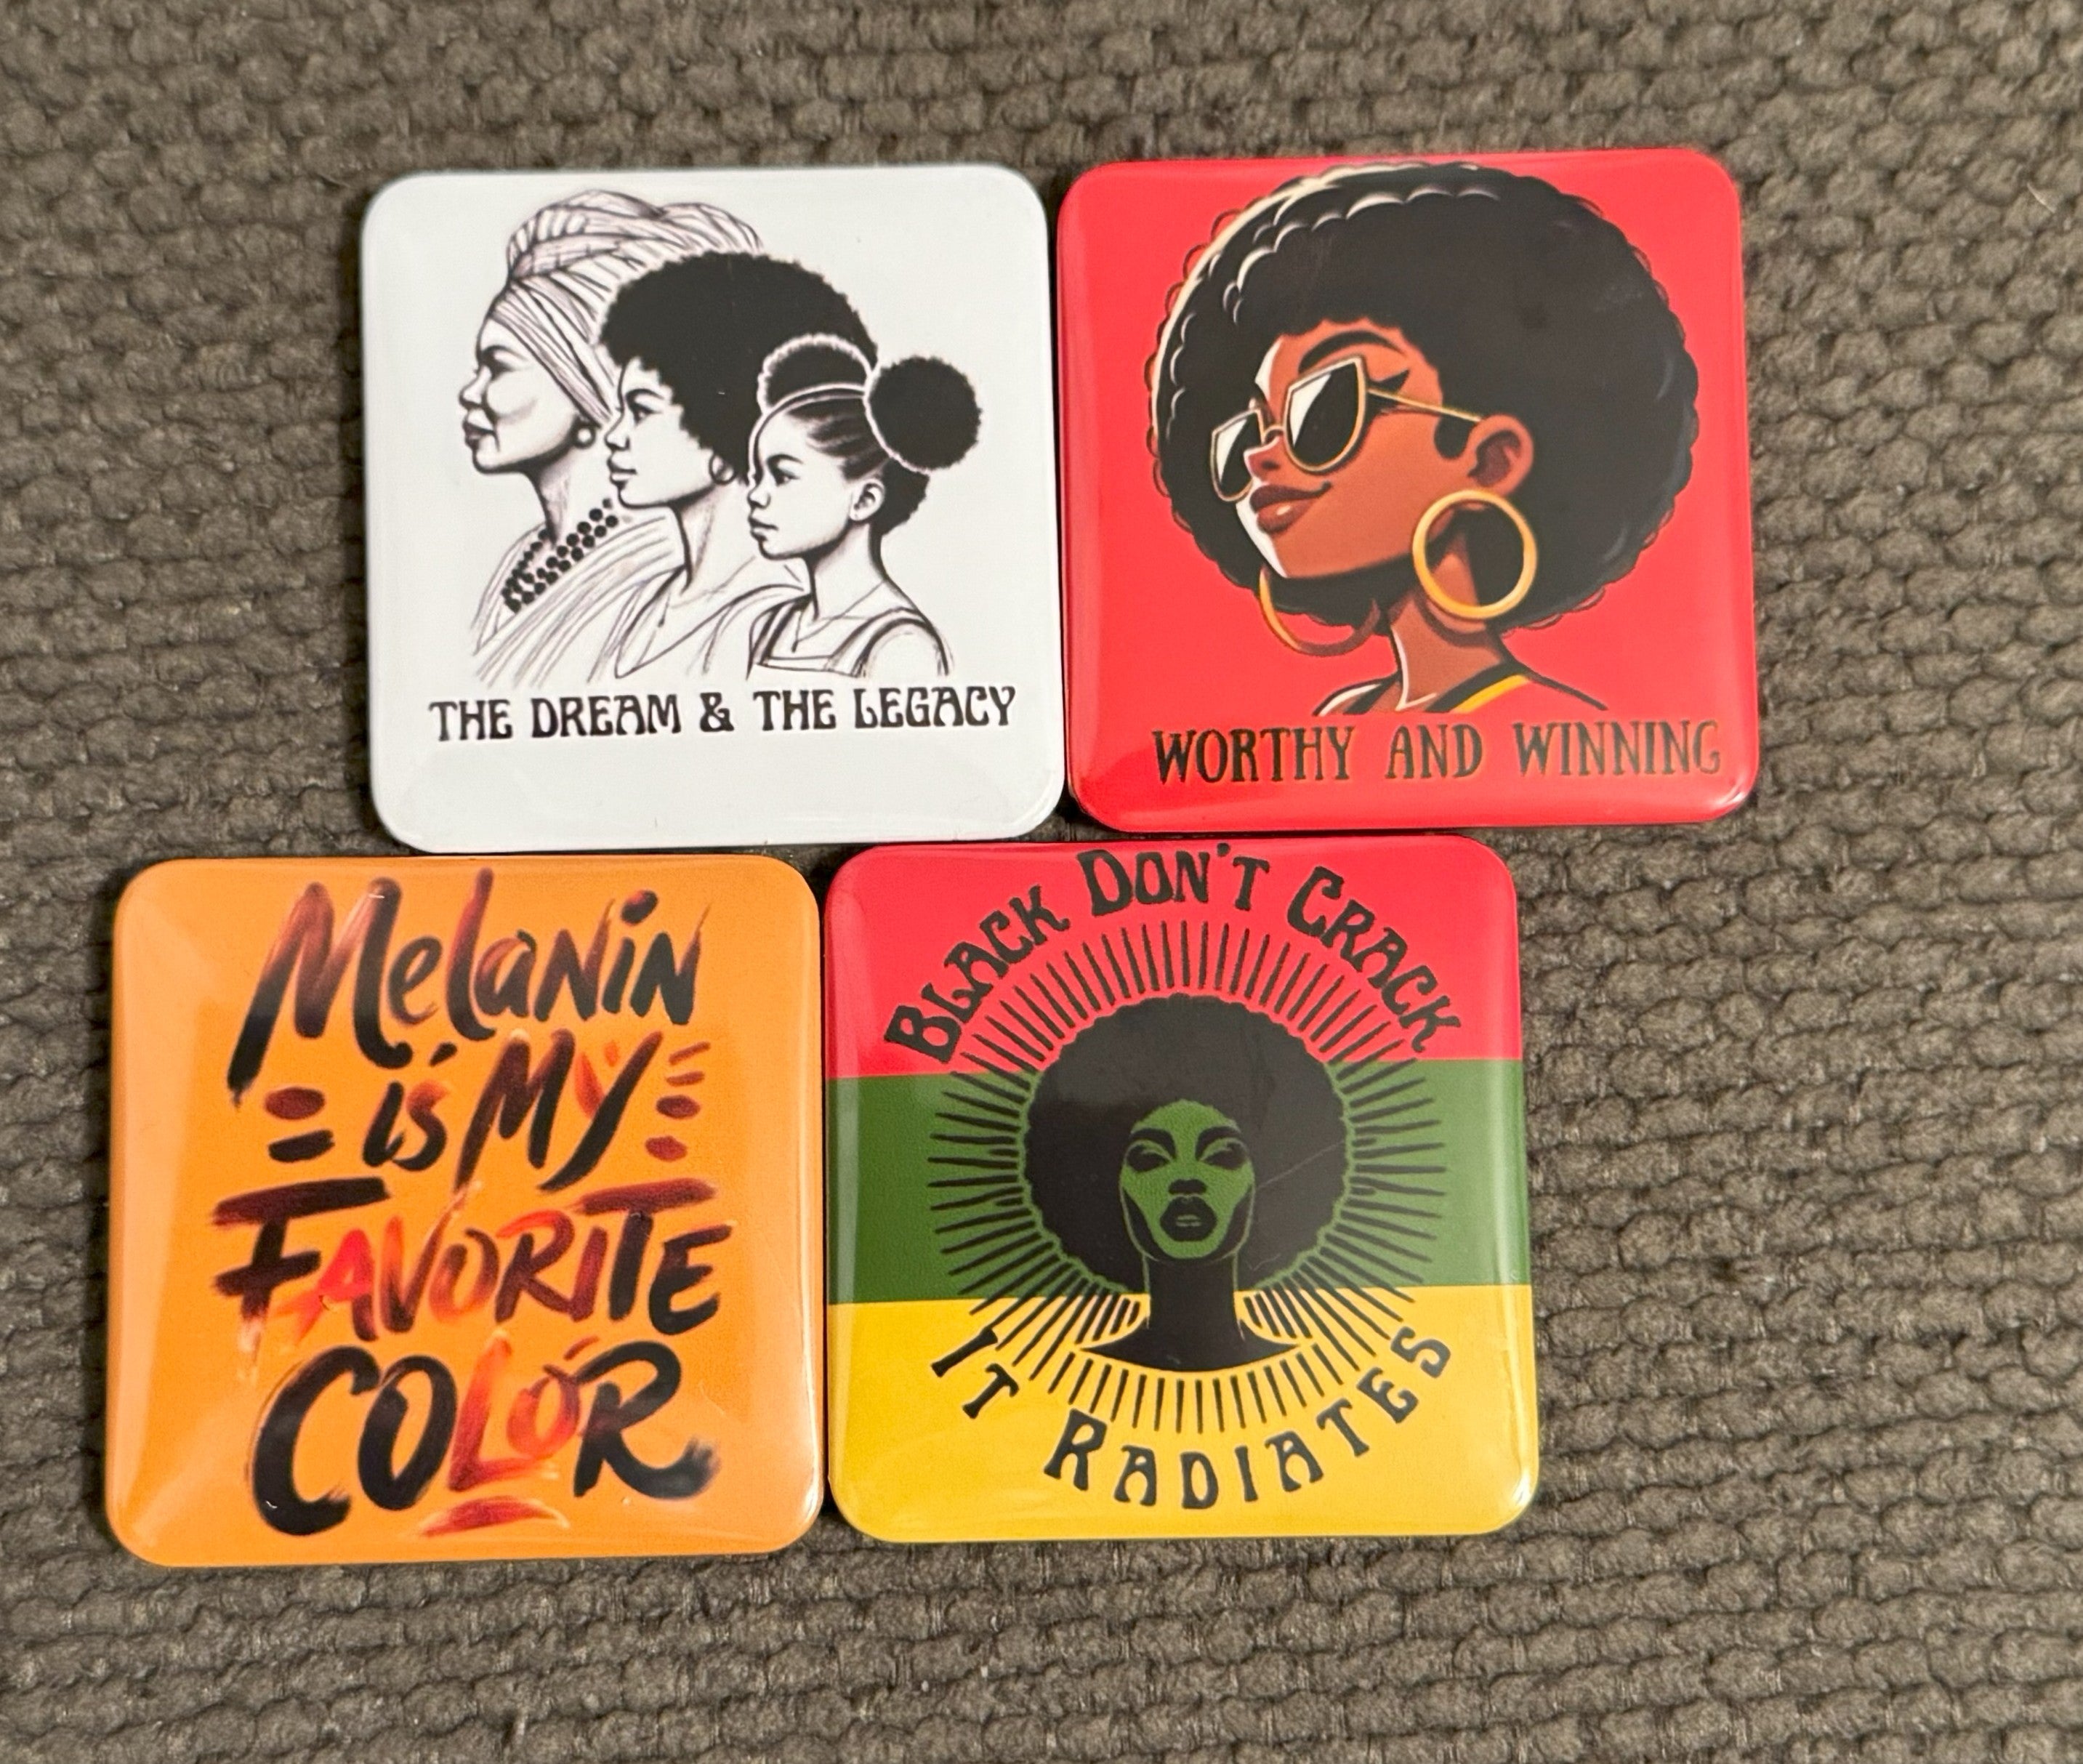 THE DREAM & THE LEGACY
WORTHY AND WINNING
Melanin
is My
FAVORITE
COLOR
BLACK DON'T CRACK
IT RADIATES